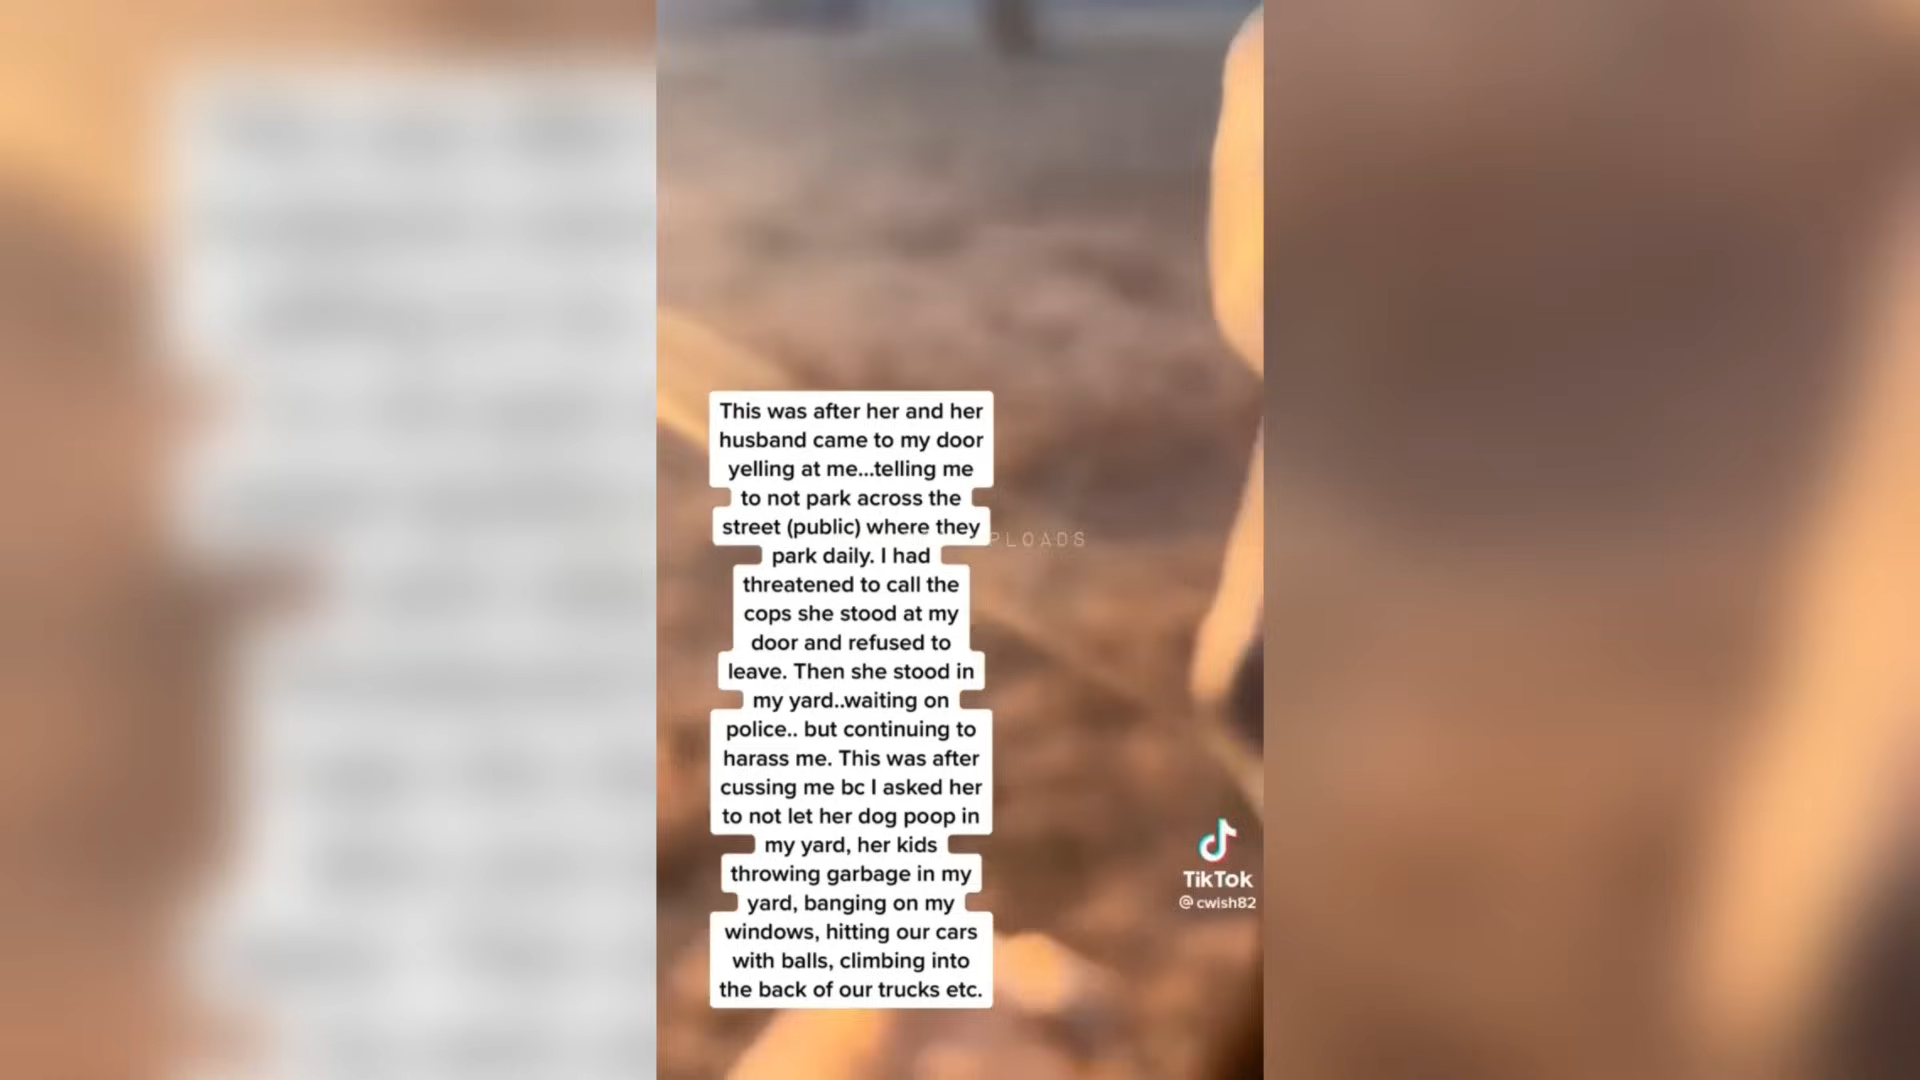 This was after her and her
husband came to my door
yelling at me...telling me
to not park across the
street (public) where they
park daily. I had
threatened to call the
cops she stood at my
door and refused to
leave. Then she stood in
my yard..waiting on
police.. but continuing to
harass me. This was after
cussing me bc I asked her
to not let her dog poop in
my yard, her kids
throwing garbage in my
yard, banging on my
windows, hitting our cars
with balls, climbing into
the back of our trucks etc.
PLOADS
TikTok
@cwish82